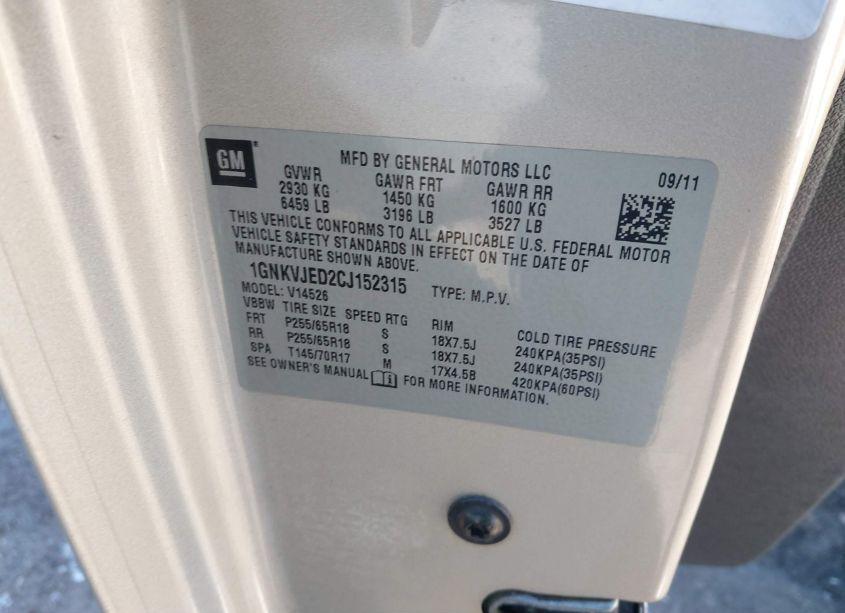 GM
MFD BY GENERAL MOTORS LLC
09/11
GVWR GAWR FRT GAWR RR
2930 KG 1450 KG 1600 KG
6459 LB 3196 LB 3527 LB
THIS VEHICLE CONFORMS TO ALL APPLICABLE U.S. FEDERAL MOTOR
VEHICLE SAFETY STANDARDS IN EFFECT ON THE DATE OF
MANUFACTURE SHOWN ABOVE.
1GNKVJED2CJ152315 TYPE: M.P.V.
MODEL: V14526
VBBW TIRE SIZE SPEED RTG RIM COLD TIRE PRESSURE
FRT P255/65R18 S 18X7.5J 240KPA(35PSI)
RR P255/65R18 S 18X7.5J 240KPA(35PSI)
SPA T145/70R17 M 17X4.5B 420KPA(60PSI)
SEE OWNER'S MANUAL FOR MORE INFORMATION.